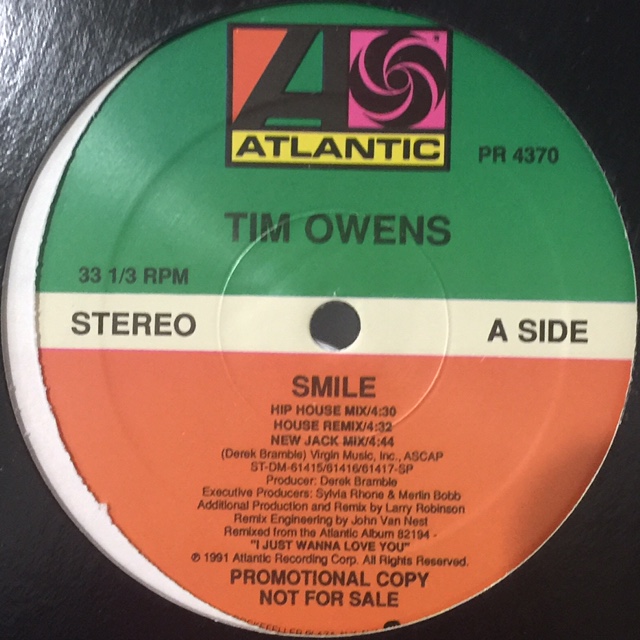 ATLANTIC
PR 4370
TIM OWENS
33 1/3 RPM
STEREO
A SIDE
SMILE
HIP HOUSE MIX/4:30
HOUSE REMIX/4:32
NEW JACK MIX/4:44
(Derek Bramble) Virgin Music, Inc., ASCAP
ST-DM-61415/61416/61417-SP
Producer: Derek Bramble
Executive Producers: Sylvia Rhone & Merlin Bobb
Additional Production and Remix by Larry Robinson
Remix Engineering by John Van Nest
Remixed from the Atlantic Album 82194 -
"I JUST WANNA LOVE YOU"
℗ 1991 Atlantic Recording Corp. All Rights Reserved.
PROMOTIONAL COPY
NOT FOR SALE